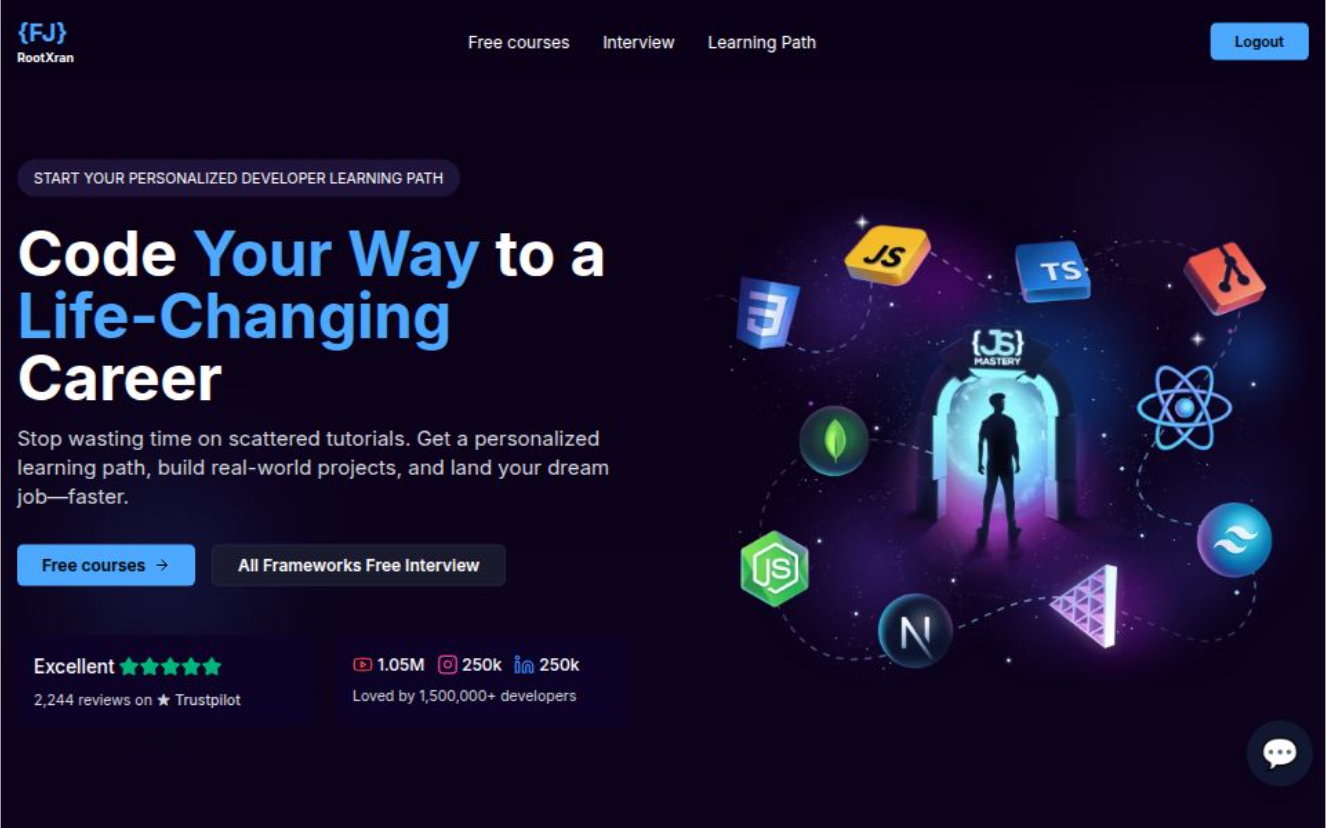 {FJ}
RootXran
Free courses
Interview
Learning Path
Logout
START YOUR PERSONALIZED DEVELOPER LEARNING PATH
Code Your Way to a
Life-Changing
Career
Stop wasting time on scattered tutorials. Get a personalized
learning path, build real-world projects, and land your dream
job—faster.
Free courses →
All Frameworks Free Interview
Excellent
2,244 reviews on ★ Trustpilot
1.05M 250k in 250k
Loved by 1,500,000+ developers
JS
TS
3
{JS}
MASTERY
JS
N